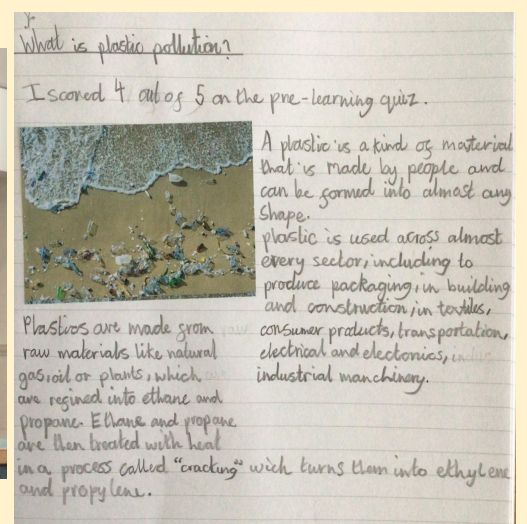 What is plastic pollution?
I scored 4 out of 5 on the pre-learning quiz.
A plastic is a kind of material
that is made by people and
can be formed into almost any
shape.
plastic is used across almost
every sector, including to
produce packaging, in building
and construction, in textiles,
consumer products, transportation,
electrical and electonics, in
industrial manchinery.
Plastics are made from raw
raw materials like natural
gas, oil or plants, which
are refined into ethane and
propane. Ethane and propane
are then treated with heat
in a process called "cracking" wich turns them into ethylene
and propylene.